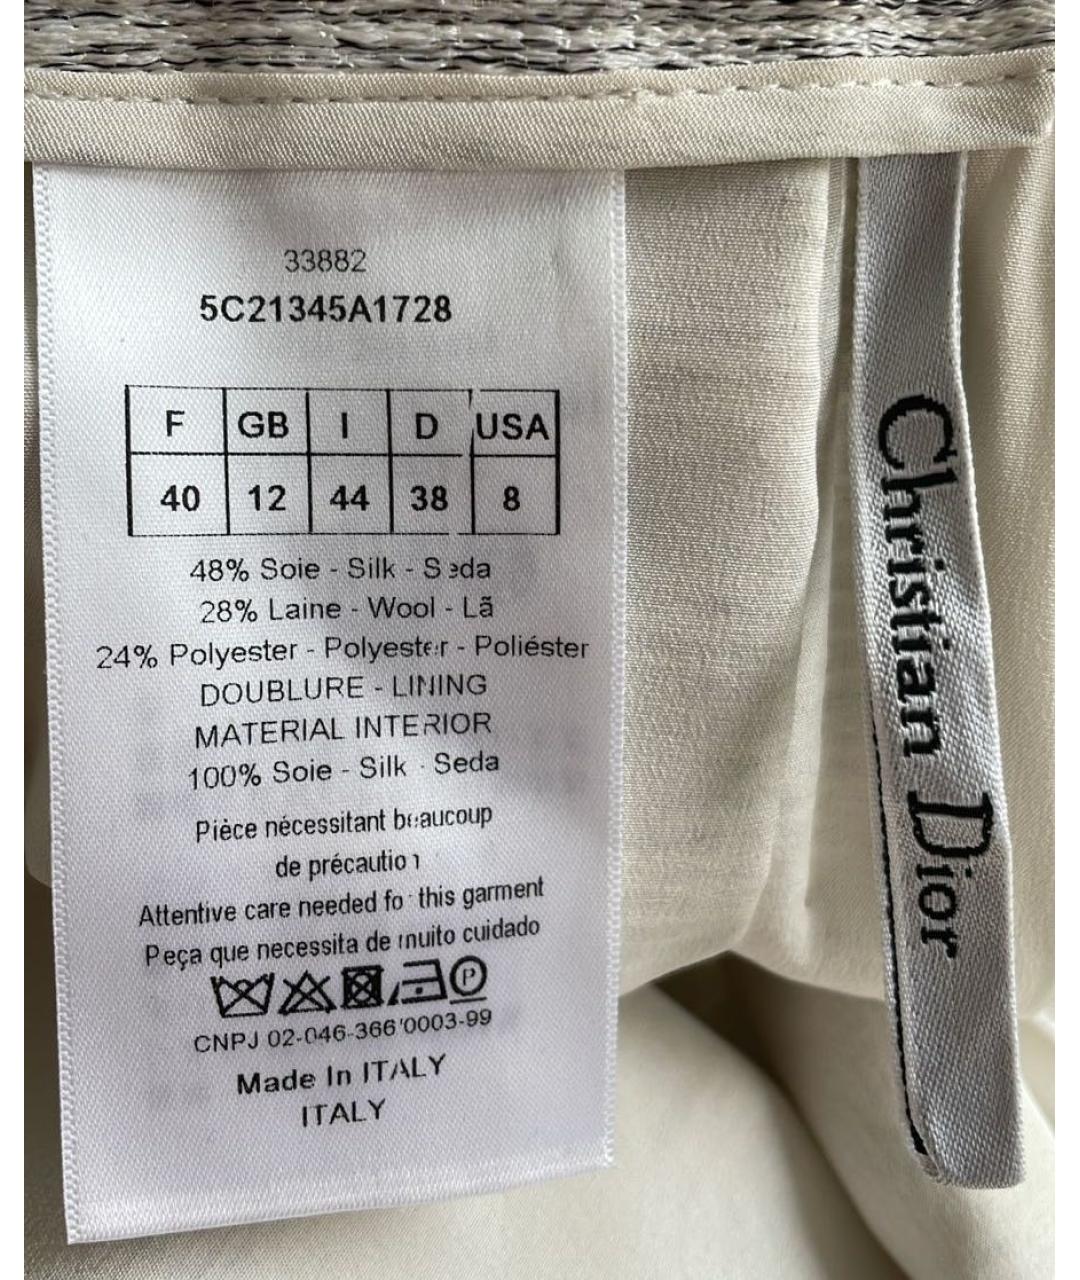 33882
5C21345A1728
F GB I D USA
40 12 44 38 8
48% Soie - Silk - Seda
28% Laine - Wool - Lã
24% Polyester - Polyester - Poliéster
DOUBLURE - LINING
MATERIAL INTERIOR
100% Soie - Silk - Seda
Pièce nécessitant beaucoup
de précaution
Attentive care needed for this garment
Peça que necessita de muito cuidado
P
CNPJ 02-046-366'0003-99
Made In ITALY
ITALY
Christian Dior